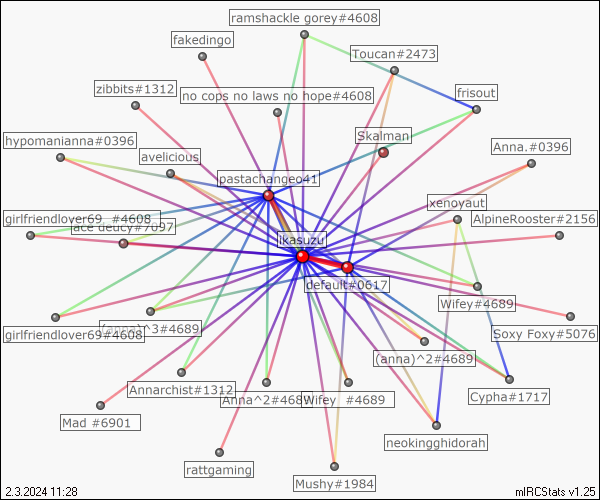 ramshackle gorey#4608
fakedingo
Toucan#2473
zibbits#1312
no cops no laws no hope#4608
frisout
hypomanianna#0396
avelicious
Skalman
Anna.#0396
pastachangeo41
xenoyaut
girlfriendlover69_#4608
ace deucy#7097
ikasuzu
AlpineRooster#2156
default#0617
Wifey#4689
girlfriendlover69#4608
(anna)^3#4689
Soxy Foxy#5076
(anna)^2#4689
Annarchist#1312
Anna^2#4689
Wifey_#4689
Cypha#1717
Mad #6901
neokingghidorah
rattgaming
Mushy#1984
2.3.2024 11:28
mIRCStats v1.25